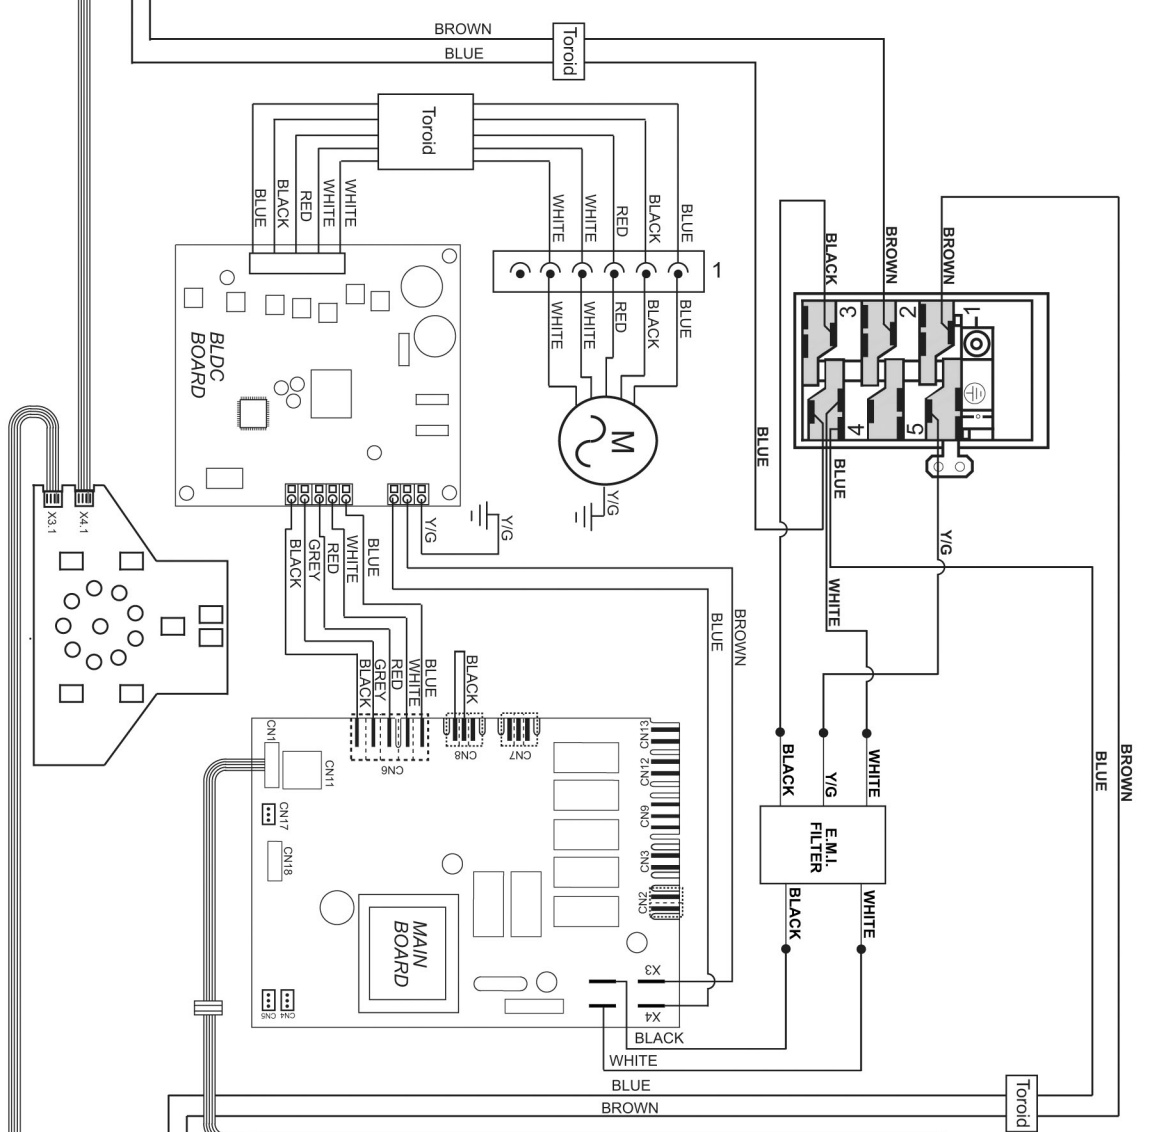 BROWN
BLUE
Toroid
Toroid
BLUE
BLACK
RED
WHITE
WHITE
WHITE
WHITE
RED
BLACK
BLUE
1
WHITE
WHITE
RED
BLACK
BLUE
M
Y/G
BLDC
BOARD
BLACK
BROWN
BROWN
3
2
1
4
5
BLUE
BLUE
Y/G
WHITE
X3.1
X4.1
Y/G
Y/G
BLACK
GREY
RED
WHITE
BLUE
BLUE
BROWN
BLACK
GREY
RED
WHITE
BLUE
BLACK
CN1
CN11
CN6
CN8
CN7
CN13
CN12
CN9
CN3
CN2
CN17
CN18
MAIN
BOARD
CN5
CN4
X3
X4
BLACK
Y/G
WHITE
E.M.I.
FILTER
BLACK
WHITE
BLUE
BROWN
BLACK
WHITE
BLUE
BROWN
Toroid